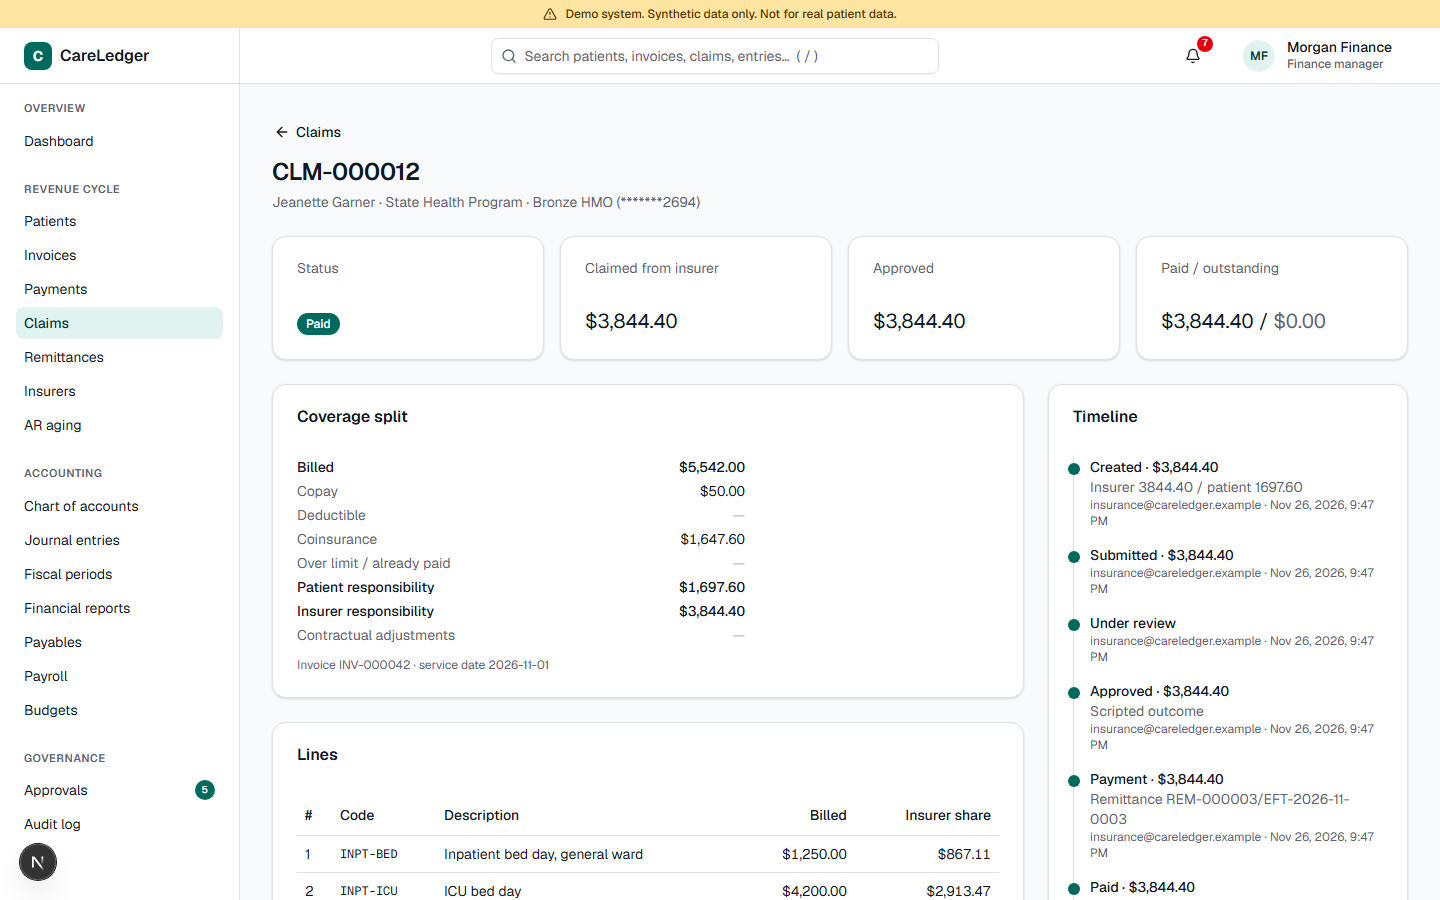 Demo system. Synthetic data only. Not for real patient data.
C CareLedger
Search patients, invoices, claims, entries... ( / )
7
MF
Morgan Finance
Finance manager
OVERVIEW
Dashboard
REVENUE CYCLE
Patients
Invoices
Payments
Claims
Remittances
Insurers
AR aging
ACCOUNTING
Chart of accounts
Journal entries
Fiscal periods
Financial reports
Payables
Payroll
Budgets
GOVERNANCE
Approvals 5
Audit log
N
Claims
CLM-000012
Jeanette Garner · State Health Program · Bronze HMO (*******2694)
Status
Paid
Claimed from insurer
$3,844.40
Approved
$3,844.40
Paid / outstanding
$3,844.40 / $0.00
Coverage split
Billed $5,542.00
Copay $50.00
Deductible —
Coinsurance $1,647.60
Over limit / already paid —
Patient responsibility $1,697.60
Insurer responsibility $3,844.40
Contractual adjustments —
Invoice INV-000042 · service date 2026-11-01
Lines
# Code Description Billed Insurer share
1 INPT-BED Inpatient bed day, general ward $1,250.00 $867.11
2 INPT-ICU ICU bed day $4,200.00 $2,913.47
Timeline
Created · $3,844.40
Insurer 3844.40 / patient 1697.60
insurance@careledger.example · Nov 26, 2026, 9:47
PM
Submitted · $3,844.40
insurance@careledger.example · Nov 26, 2026, 9:47
PM
Under review
insurance@careledger.example · Nov 26, 2026, 9:47
PM
Approved · $3,844.40
Scripted outcome
insurance@careledger.example · Nov 26, 2026, 9:47
PM
Payment · $3,844.40
Remittance REM-000003/EFT-2026-11-
0003
insurance@careledger.example · Nov 26, 2026, 9:47
PM
Paid · $3,844.40